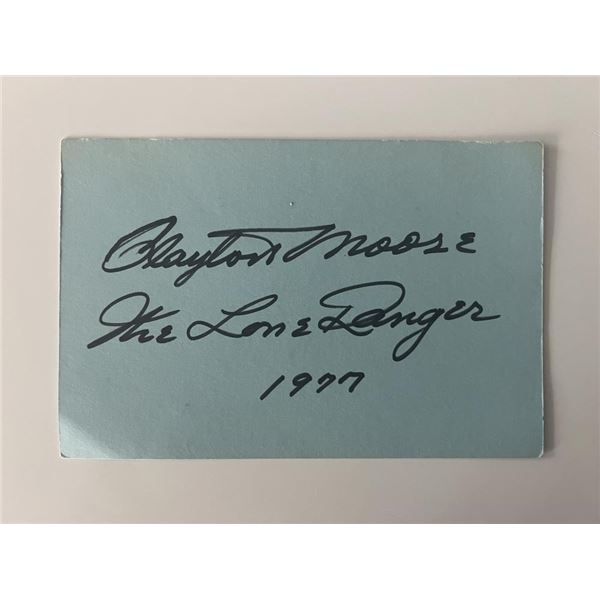 Clayton Moore
The Lone Ranger
1977